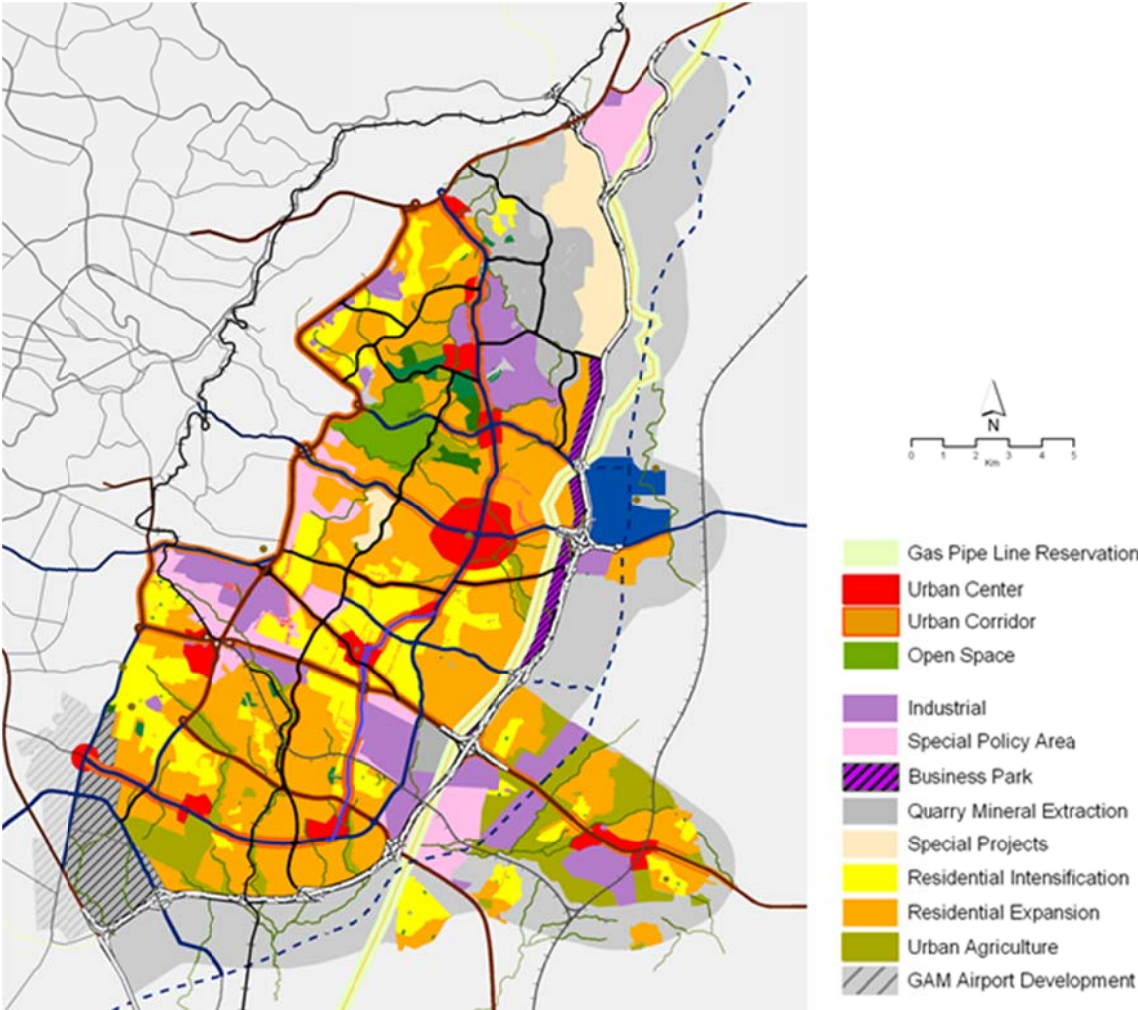 N
0 1 2 3 4 5
Km
Gas Pipe Line Reservation
Urban Center
Urban Corridor
Open Space
Industrial
Special Policy Area
Business Park
Quarry Mineral Extraction
Special Projects
Residential Intensification
Residential Expansion
Urban Agriculture
GAM Airport Development